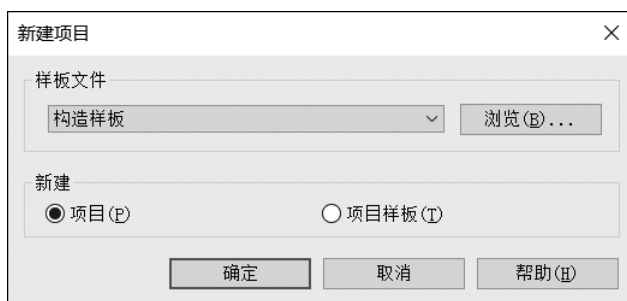 新建项目
样板文件
构造样板
浏览(B)...
新建
项目(P)
项目样板(T)
确定
取消
帮助(H)